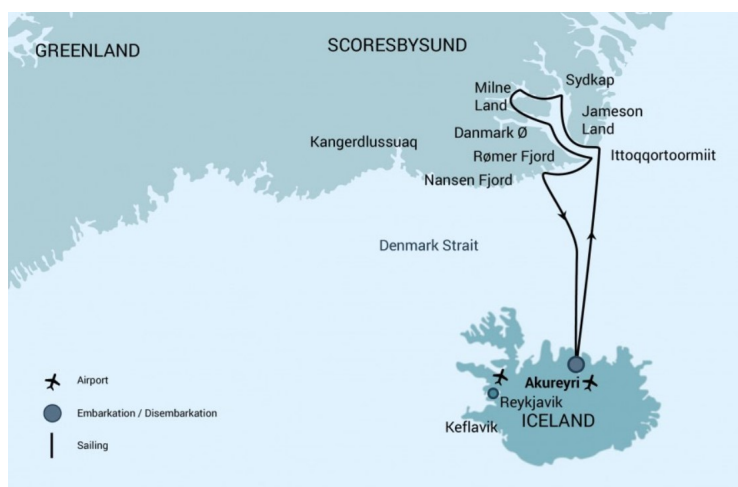 GREENLAND
SCORESBYSUND
Sydkap
Milne
Land
Jameson
Land
Danmark Ø
Kangerdlussuaq
Rømer Fjord
Ittoqqortoormiit
Nansen Fjord
Denmark Strait
Airport
Akureyri
Reykjavik
Embarkation / Disembarkation
ICELAND
Keflavik
Sailing